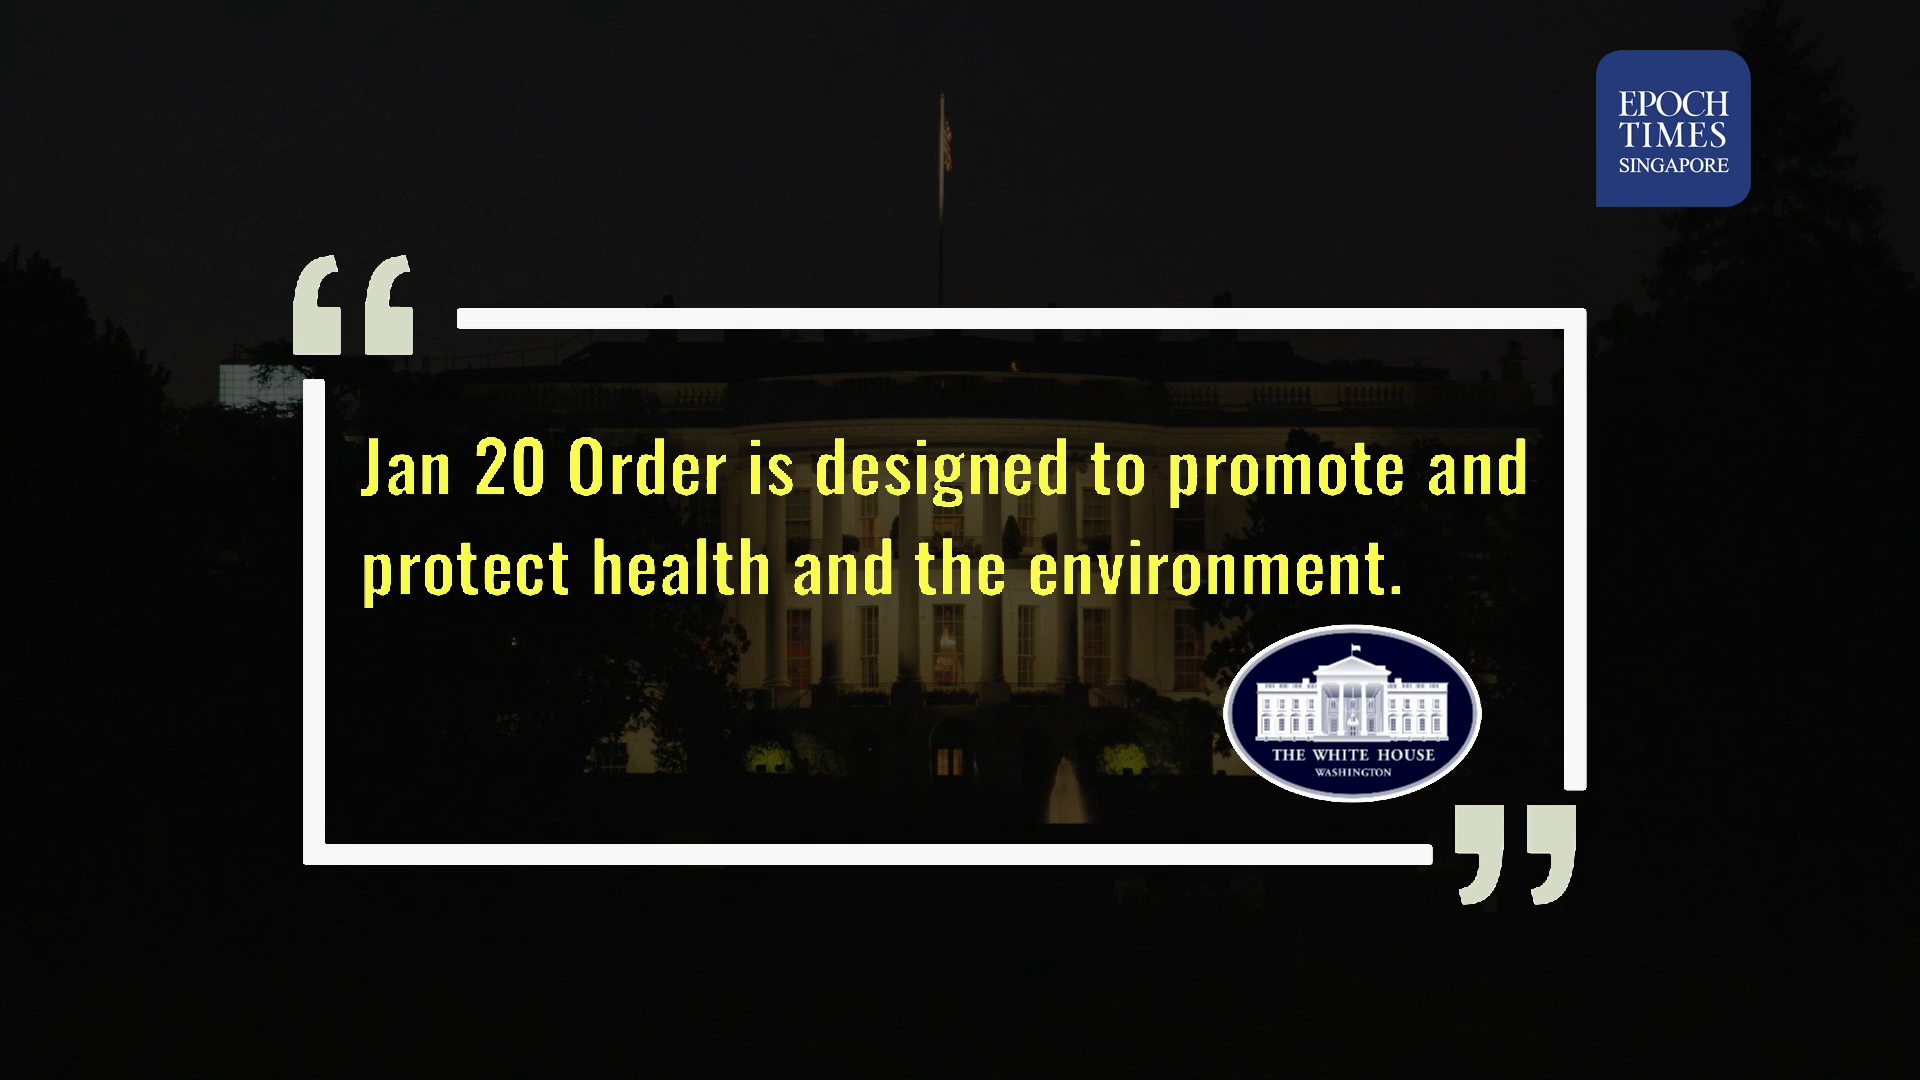 EPOCH
TIMES
SINGAPORE
Jan 20 Order is designed to promote and
protect health and the environment.
THE WHITE HOUSE
WASHINGTON